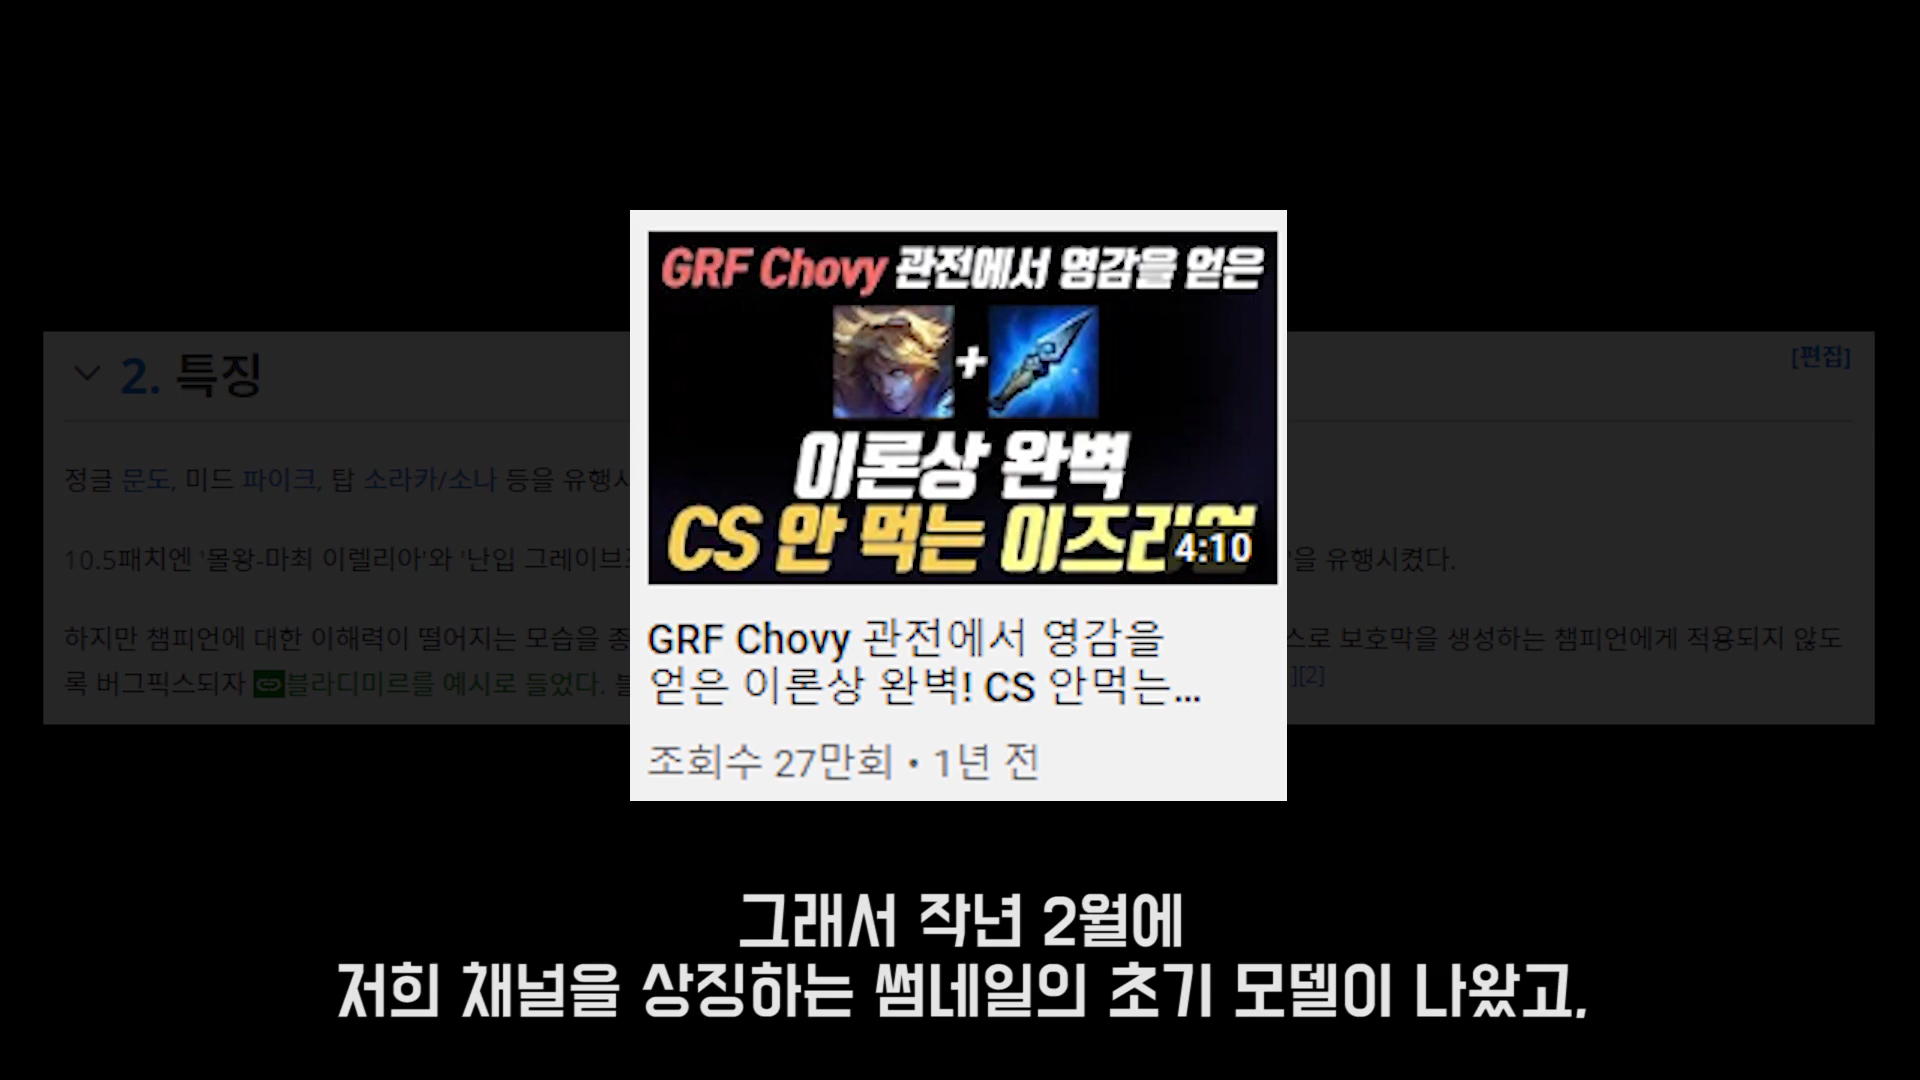 GRF Chovy 관전에서 영감을 얻은
+
이론상 완벽
CS 안 먹는 이즈리얼
4:10
GRF Chovy 관전에서 영감을
얻은 이론상 완벽! CS 안먹는...
조회수 27만회 • 1년 전
2. 특징
[편집]
정글 문도, 미드 파이크, 탑 소라카/소나 등을 유행시
10.5패치엔 '몰왕-마최 이렐리아'와 '난입 그레이브즈 을 유행시켰다.
하지만 챔피언에 대한 이해력이 떨어지는 모습을 종 스로 보호막을 생성하는 챔피언에게 적용되지 않도
록 버그픽스되자 블라디미르를 예시로 들었다. 블 ][2]
그래서 작년 2월에
저희 채널을 상징하는 썸네일의 초기 모델이 나왔고,